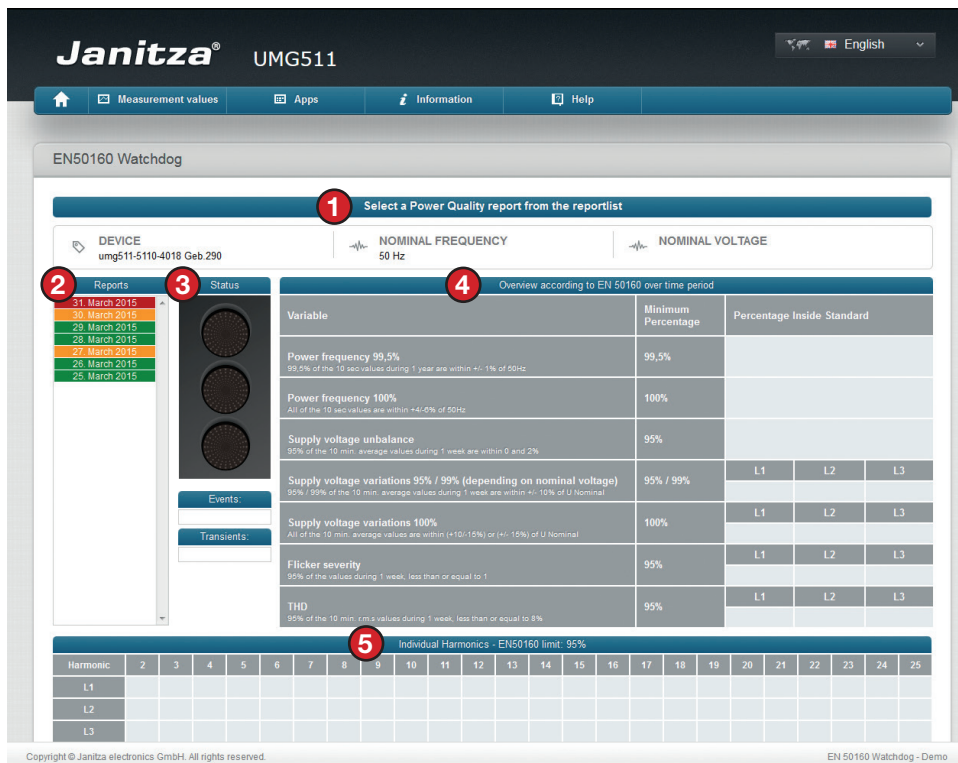 Janitza® UMG511
English
Measurement values Apps Information Help
EN50160 Watchdog
1 Select a Power Quality report from the reportlist
DEVICE
umg511-5110-4018 Geb.290
NOMINAL FREQUENCY
50 Hz
NOMINAL VOLTAGE
2 Reports
31. March 2015
30. March 2015
29. March 2015
28. March 2015
27. March 2015
26. March 2015
25. March 2015
3 Status
Events:
Transients:
4 Overview according to EN 50160 over time period
Variable Minimum Percentage Percentage Inside Standard
Power frequency 99,5% 99,5%
99,5% of the 10 sec values during 1 year are within +/- 1% of 50Hz
Power frequency 100% 100%
All of the 10 sec values are within +4/-6% of 50Hz
Supply voltage unbalance 95%
95% of the 10 min. average values during 1 week are within 0 and 2%
Supply voltage variations 95% / 99% (depending on nominal voltage) 95% / 99% L1 L2 L3
95% / 99% of the 10 min. average values during 1 week are within +/- 10% of U Nominal
Supply voltage variations 100% 100% L1 L2 L3
All of the 10 min. average values are within (+10/-15%) or (+/- 15%) of U Nominal
Flicker severity 95% L1 L2 L3
95% of the values during 1 week, less than or equal to 1
THD 95% L1 L2 L3
95% of the 10 min. r.m.s values during 1 week, less than or equal to 8%
5 Individual Harmonics - EN50160 limit: 95%
Harmonic 2 3 4 5 6 7 8 9 10 11 12 13 14 15 16 17 18 19 20 21 22 23 24 25
L1
L2
L3
Copyright © Janitza electronics GmbH. All rights reserved. EN 50160 Watchdog - Demo